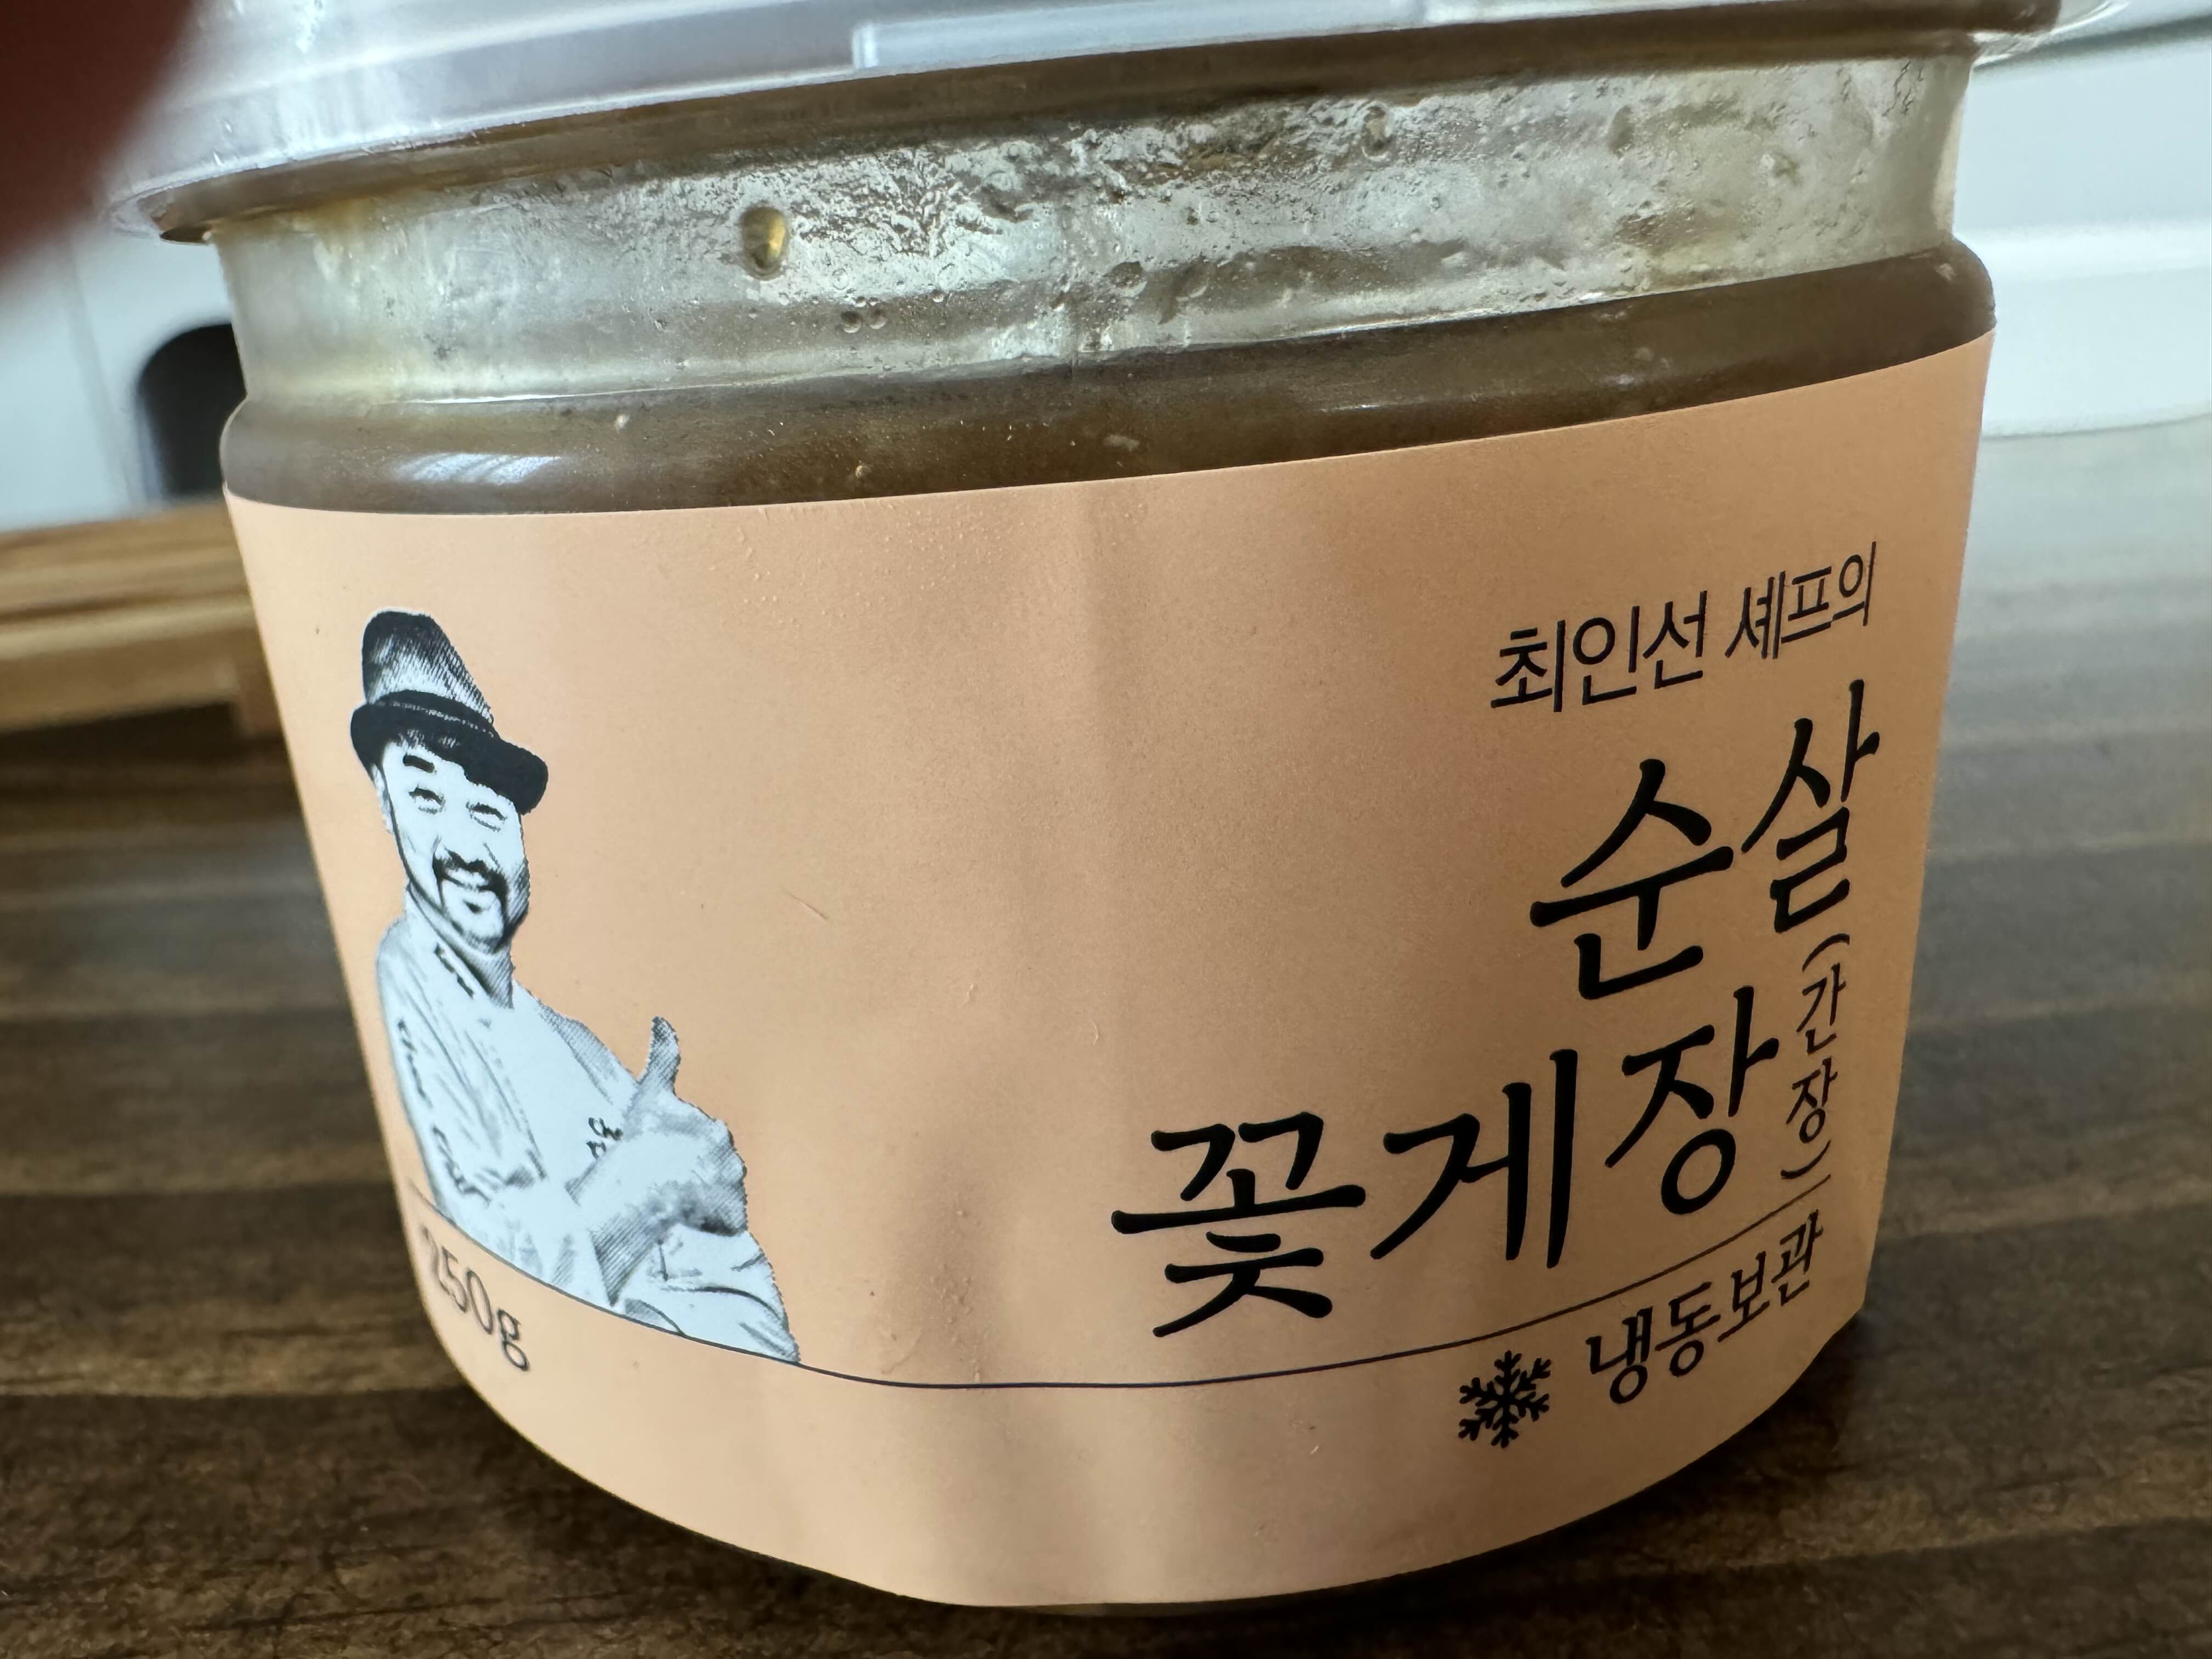 최인선 셰프의
순살
꽃게장
(간장)
냉동보관
250g